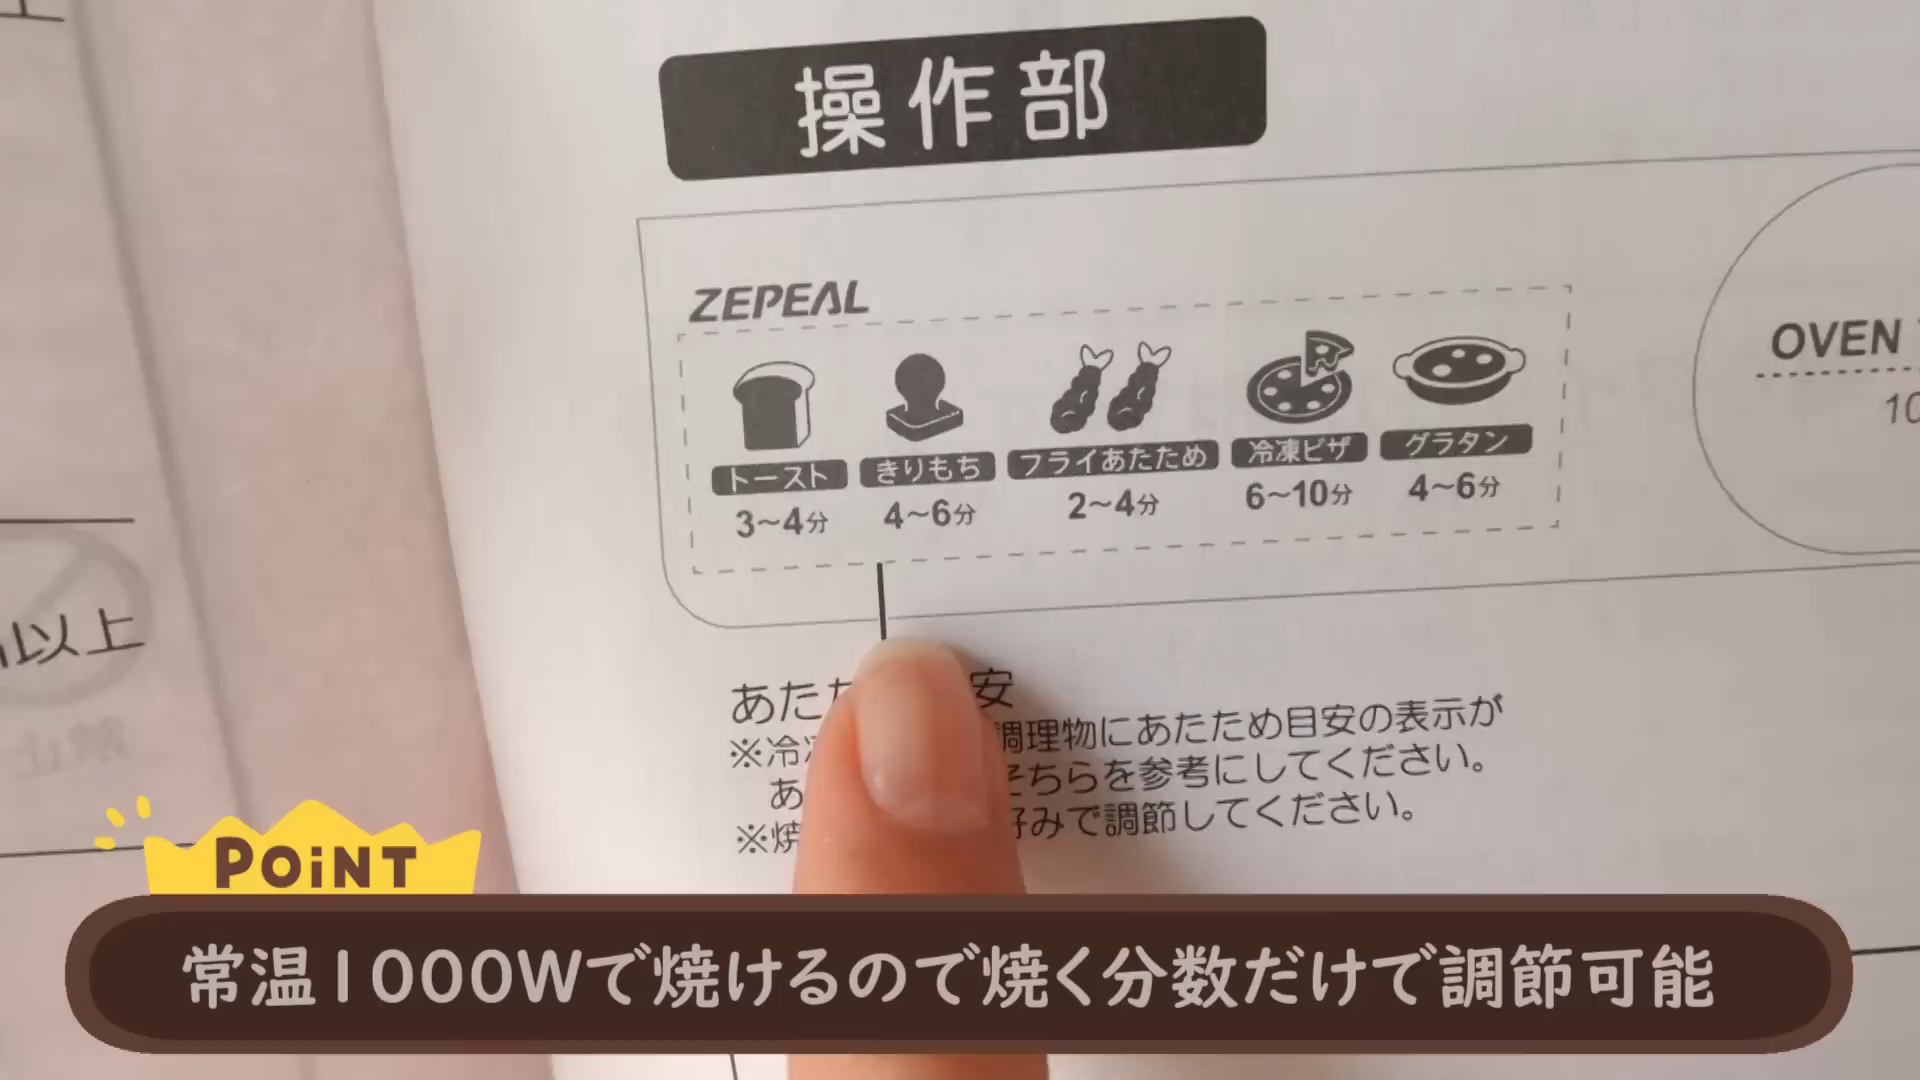 操作部
ZEPEAL
トースト きりもち フライあたため 冷凍ピザ グラタン
3〜4分 4〜6分 2〜4分 6〜10分 4〜6分
OVEN
10
以上
あた 安
※冷 調理物にあたため目安の表示が
あ そちらを参考にしてください。
※焼 好みで調節してください。
POiNT
常温1000Wで焼けるので焼く分数だけで調節可能